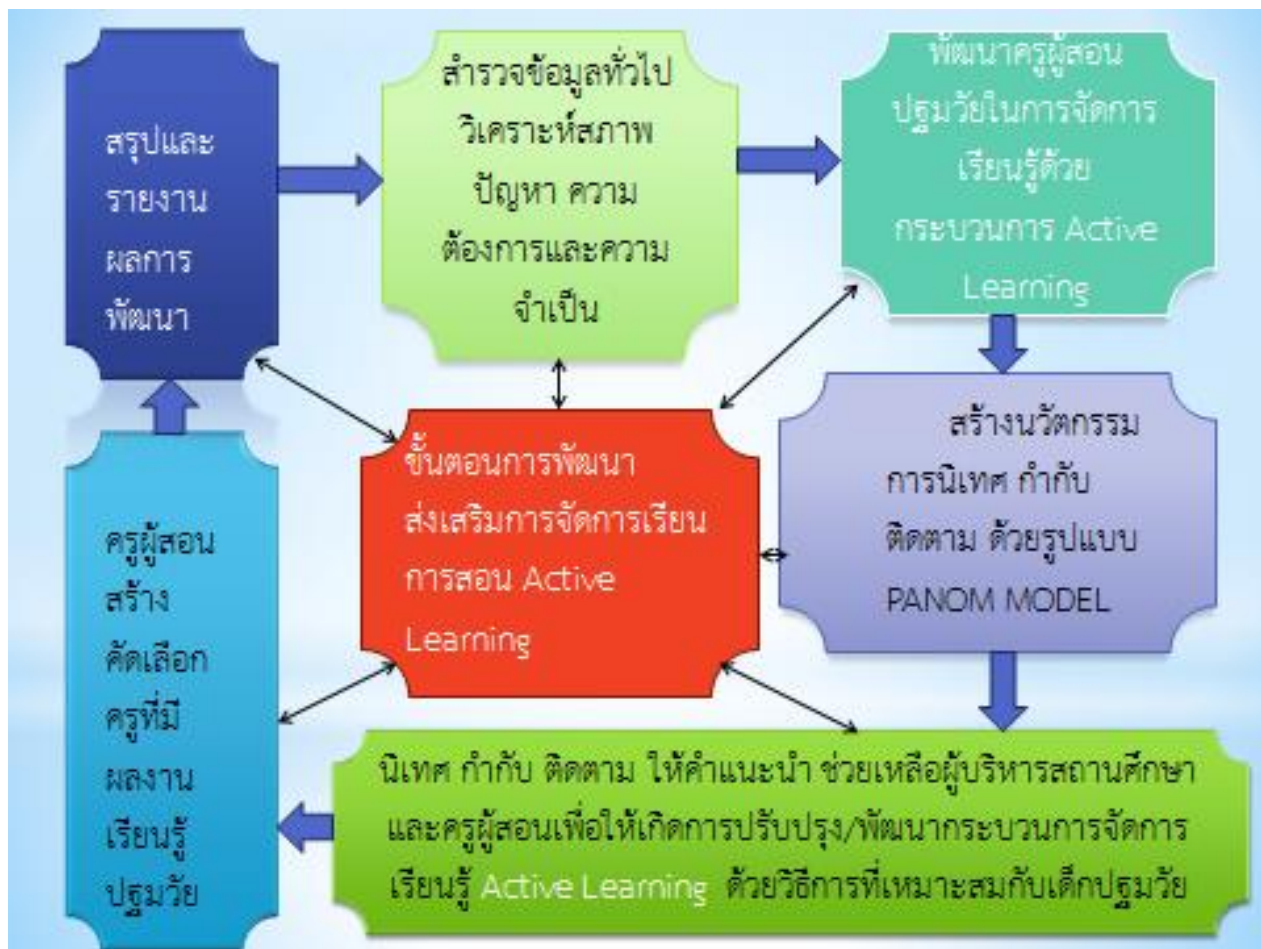 สรุปและ
รายงาน
ผลการ
พัฒนา
สำรวจข้อมูลทั่วไป
วิเคราะห์สภาพ
ปัญหา ความ
ต้องการและความ
จำเป็น
พัฒนาครูผู้สอน
ปฐมวัยในการจัดการ
เรียนรู้ด้วย
กระบวนการ Active
Learning
ขั้นตอนการพัฒนา
ส่งเสริมการจัดการเรียน
การสอน Active
Learning
สร้างนวัตกรรม
การนิเทศ กำกับ
ติดตาม ด้วยรูปแบบ
PANOM MODEL
ครูผู้สอน
สร้าง
คัดเลือก
ครูที่มี
ผลงาน
เรียนรู้
ปฐมวัย
นิเทศ กำกับ ติดตาม ให้คำแนะนำ ช่วยเหลือผู้บริหารสถานศึกษา
และครูผู้สอนเพื่อให้เกิดการปรับปรุง/พัฒนากระบวนการจัดการ
เรียนรู้ Active Learning ด้วยวิธีการที่เหมาะสมกับเด็กปฐมวัย